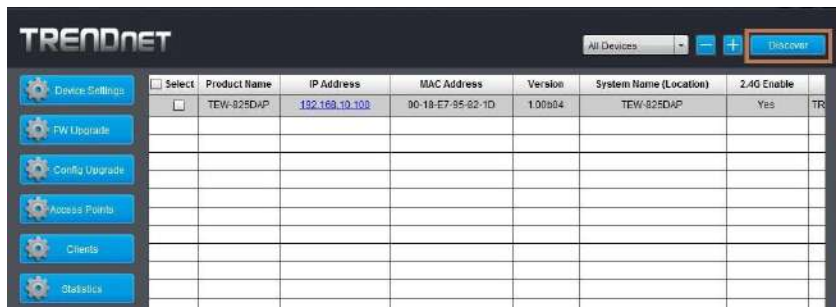 TRENDnet
All Devices Discover
Device Settings
FW Upgrade
Config Upgrade
Access Points
Clients
Statistics
Select Product Name IP Address MAC Address Version System Name (Location) 2.4G Enable
TEW-825DAP 192.168.10.100 00-18-E7-95-82-1D 1.00b04 TEW-825DAP Yes TR